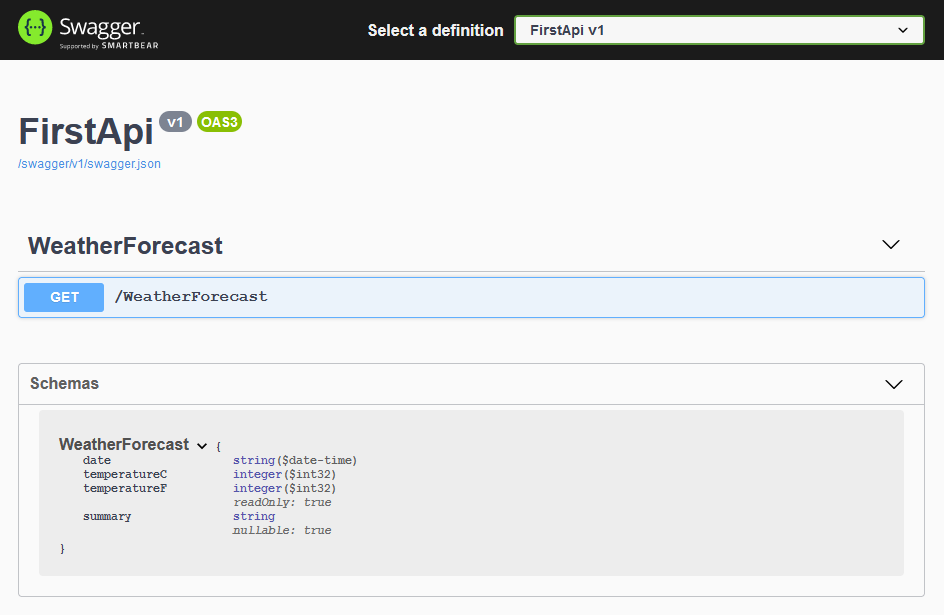 Swagger
Supported by SMARTBEAR
Select a definition
FirstApi v1
FirstApi v1 OAS3
/swagger/v1/swagger.json
WeatherForecast
GET /WeatherForecast
Schemas
WeatherForecast {
date string($date-time)
temperatureC integer($int32)
temperatureF integer($int32)
readOnly: true
summary string
nullable: true
}